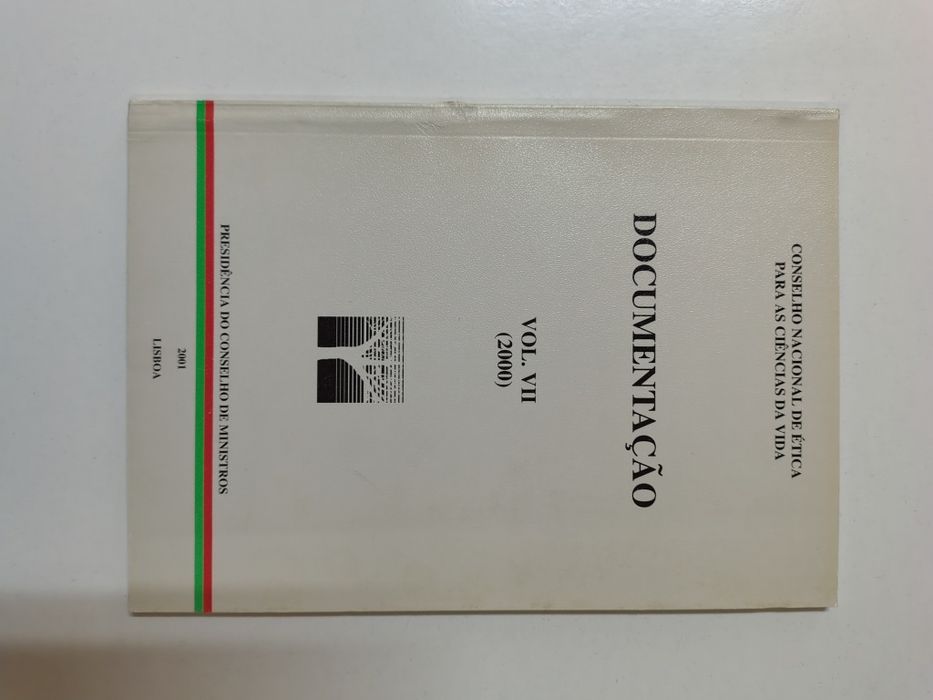 CONSELHO NACIONAL DE ÉTICA
PARA AS CIÊNCIAS DA VIDA
DOCUMENTAÇÃO
VOL. VII
(2000)
PRESIDÊNCIA DO CONSELHO DE MINISTROS
2001
LISBOA